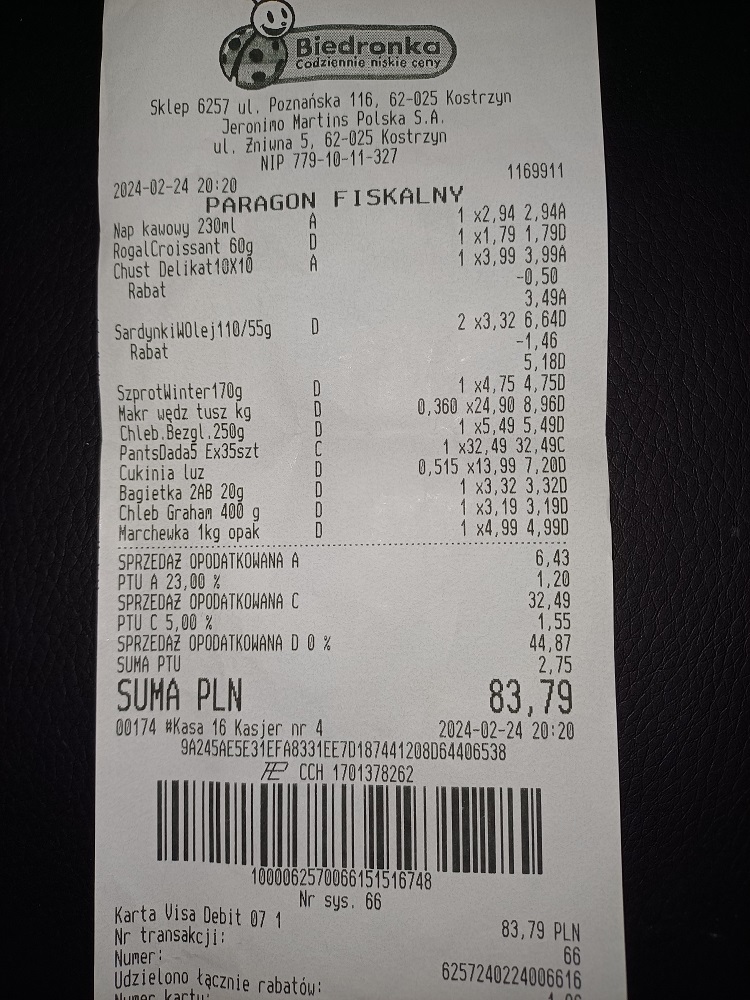 Biedronka
Codziennie niskie ceny
Sklep 6257 ul. Poznańska 116, 62-025 Kostrzyn
Jeronimo Martins Polska S.A.
ul. Żniwna 5, 62-025 Kostrzyn
NIP 779-10-11-327
2024-02-24 20:20 1169911
PARAGON FISKALNY
Nap kawowy 230ml A 1 x2,94 2,94A
RogalCroissant 60g D 1 x1,79 1,79D
Chust Delikat10X10 A 1 x3,99 3,99A
Rabat -0,50
3,49A
SardynkiWOlej110/55g D 2 x3,32 6,64D
Rabat -1,46
5,18D
SzprotWinter170g D 1 x4,75 4,75D
Makr wędz tusz kg D 0,360 x24,90 8,96D
Chleb.Bezgl.250g D 1 x5,49 5,49D
PantsDada5 Ex35szt C 1 x32,49 32,49C
Cukinia luz D 0,515 x13,99 7,20D
Bagietka 2AB 20g D 1 x3,32 3,32D
Chleb Graham 400 g D 1 x3,19 3,19D
Marchewka 1kg opak D 1 x4,99 4,99D
SPRZEDAŻ OPODATKOWANA A 6,43
PTU A 23,00 % 1,20
SPRZEDAŻ OPODATKOWANA C 32,49
PTU C 5,00 % 1,55
SPRZEDAŻ OPODATKOWANA D 0 % 44,87
SUMA PTU 2,75
SUMA PLN 83,79
00174 #Kasa 16 Kasjer nr 4 2024-02-24 20:20
9A245AE5E31EFA8331EE7D187441208D64406538
CCH 1701378262
1000062570066151516748
Nr sys. 66
Karta Visa Debit 07 1 83,79 PLN
Nr transakcji: 66
Numer: 6257240224006616
Udzielono łącznie rabatów: 1,96
Numer karty: